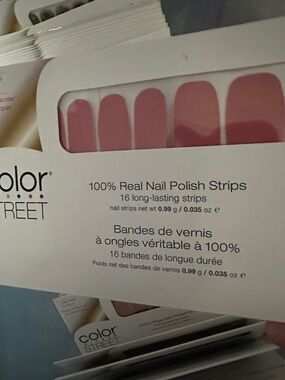 olor
TREET
100% Real Nail Polish Strips
16 long-lasting strips
nail strips net wt 0.99 g / 0.035 oz ℮
Bandes de vernis
à ongles véritable à 100%
16 bandes de longue durée
Poids net des bandes de vernis 0.99 g / 0.035 oz ℮
color
STREET